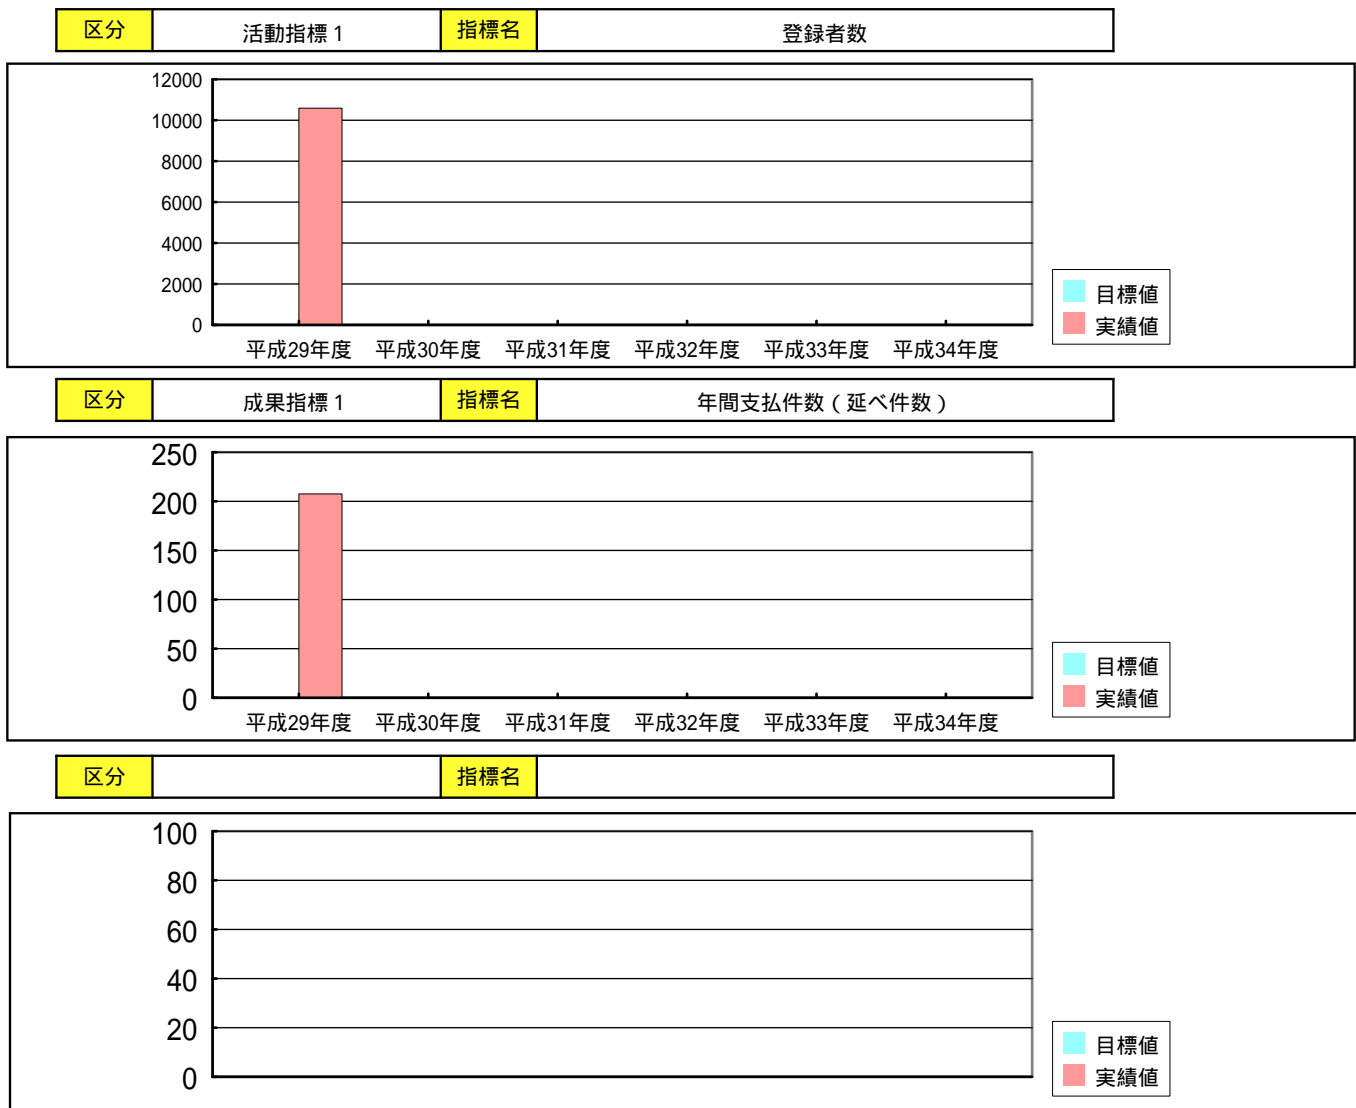 区分 活動指標１ 指標名 登録者数
12000
10000
8000
6000
4000
2000
0
平成29年度 平成30年度 平成31年度 平成32年度 平成33年度 平成34年度
目標値
実績値
区分 成果指標１ 指標名 年間支払件数（延べ件数）
250
200
150
100
50
0
平成29年度 平成30年度 平成31年度 平成32年度 平成33年度 平成34年度
目標値
実績値
区分 指標名
100
80
60
40
20
0
目標値
実績値